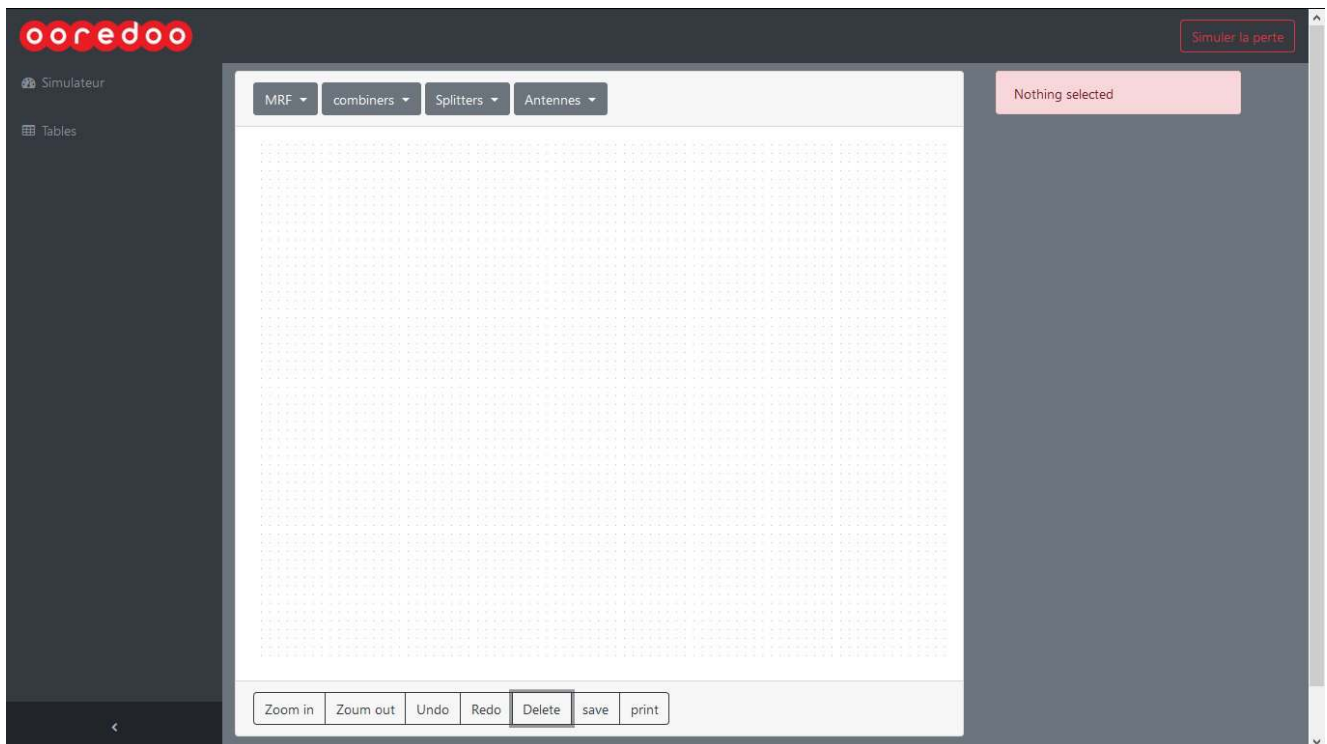 ooredoo
Simuler la perte
Simulateur
Tables
MRF combiners Splitters Antennes
Nothing selected
Zoom in Zoum out Undo Redo Delete save print